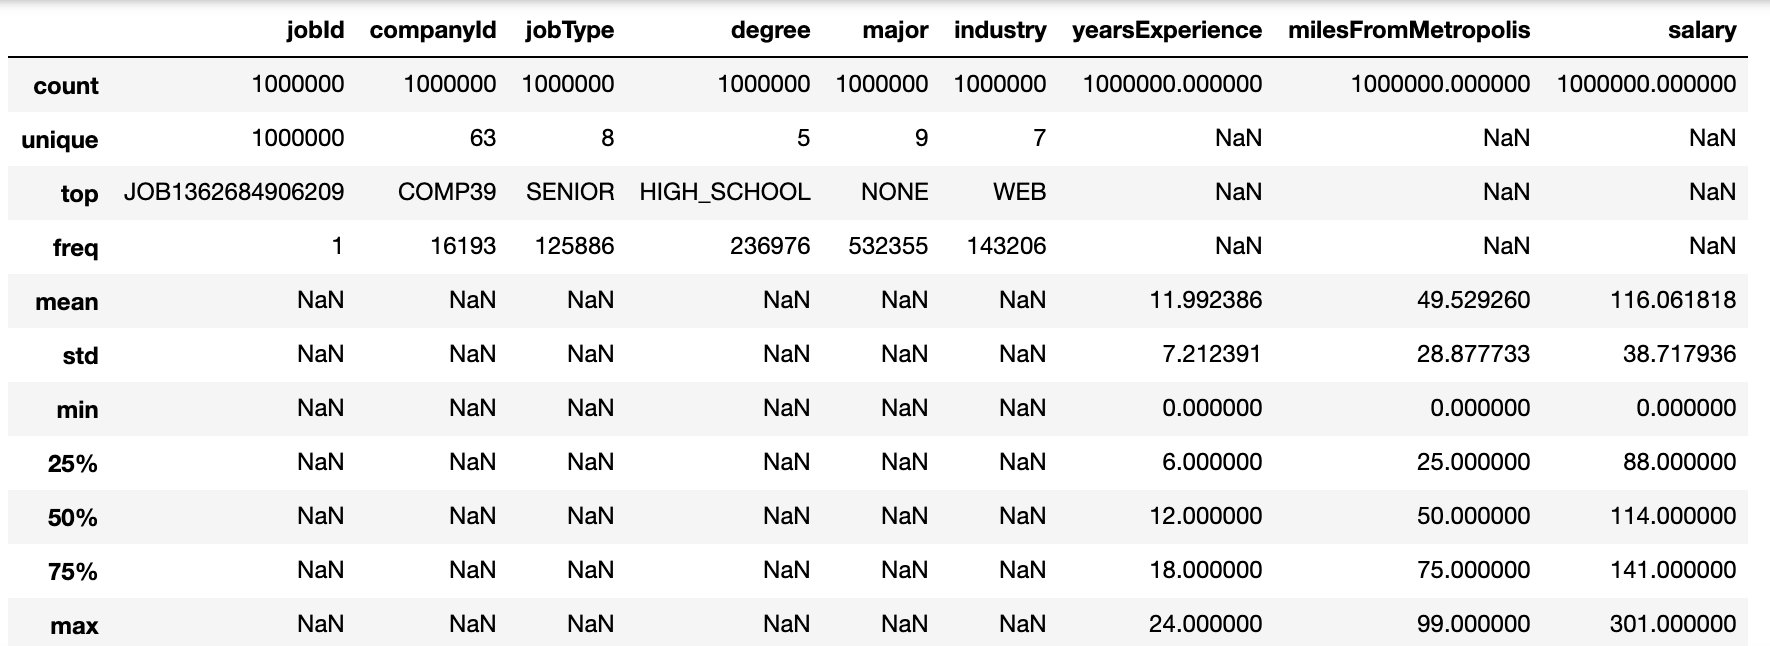 jobId companyId jobType degree major industry yearsExperience milesFromMetropolis salary
count 1000000 1000000 1000000 1000000 1000000 1000000 1000000.000000 1000000.000000 1000000.000000
unique 1000000 63 8 5 9 7 NaN NaN NaN
top JOB1362684906209 COMP39 SENIOR HIGH_SCHOOL NONE WEB NaN NaN NaN
freq 1 16193 125886 236976 532355 143206 NaN NaN NaN
mean NaN NaN NaN NaN NaN NaN 11.992386 49.529260 116.061818
std NaN NaN NaN NaN NaN NaN 7.212391 28.877733 38.717936
min NaN NaN NaN NaN NaN NaN 0.000000 0.000000 0.000000
25% NaN NaN NaN NaN NaN NaN 6.000000 25.000000 88.000000
50% NaN NaN NaN NaN NaN NaN 12.000000 50.000000 114.000000
75% NaN NaN NaN NaN NaN NaN 18.000000 75.000000 141.000000
max NaN NaN NaN NaN NaN NaN 24.000000 99.000000 301.000000